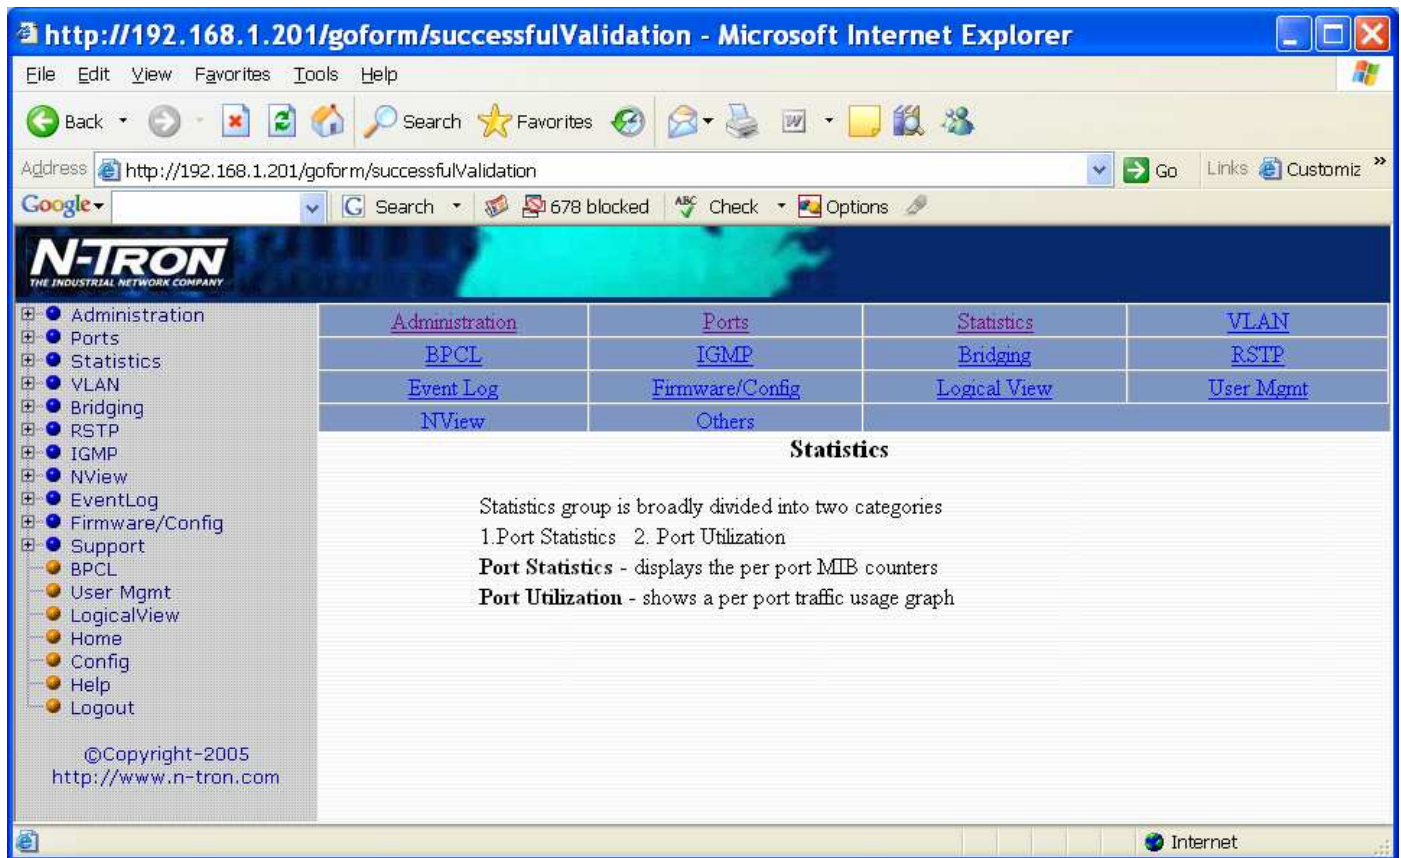 http://192.168.1.201/goform/successfulValidation - Microsoft Internet Explorer
File Edit View Favorites Tools Help
Back Search Favorites
Address http://192.168.1.201/goform/successfulValidation Go Links Customiz »
Google Search 678 blocked ABC Check Options
N-TRON
THE INDUSTRIAL NETWORK COMPANY
Administration
Ports
Statistics
VLAN
Bridging
RSTP
IGMP
NView
EventLog
Firmware/Config
Support
BPCL
User Mgmt
LogicalView
Home
Config
Help
Logout
©Copyright-2005
http://www.n-tron.com
Administration Ports Statistics VLAN
BPCL IGMP Bridging RSTP
Event Log Firmware/Config Logical View User Mgmt
NView Others
Statistics
Statistics group is broadly divided into two categories
1.Port Statistics 2. Port Utilization
Port Statistics - displays the per port MIB counters
Port Utilization - shows a per port traffic usage graph
Internet